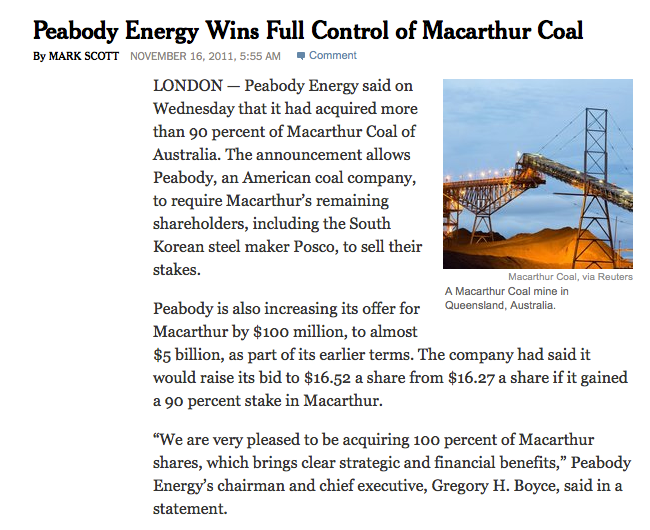 Peabody Energy Wins Full Control of Macarthur Coal
By MARK SCOTT NOVEMBER 16, 2011, 5:55 AM Comment
LONDON — Peabody Energy said on
Wednesday that it had acquired more
than 90 percent of Macarthur Coal of
Australia. The announcement allows
Peabody, an American coal company,
to require Macarthur’s remaining
shareholders, including the South
Korean steel maker Posco, to sell their
stakes.
Macarthur Coal, via Reuters
A Macarthur Coal mine in
Queensland, Australia.
Peabody is also increasing its offer for
Macarthur by $100 million, to almost
$5 billion, as part of its earlier terms. The company had said it
would raise its bid to $16.52 a share from $16.27 a share if it gained
a 90 percent stake in Macarthur.
“We are very pleased to be acquiring 100 percent of Macarthur
shares, which brings clear strategic and financial benefits,” Peabody
Energy’s chairman and chief executive, Gregory H. Boyce, said in a
statement.